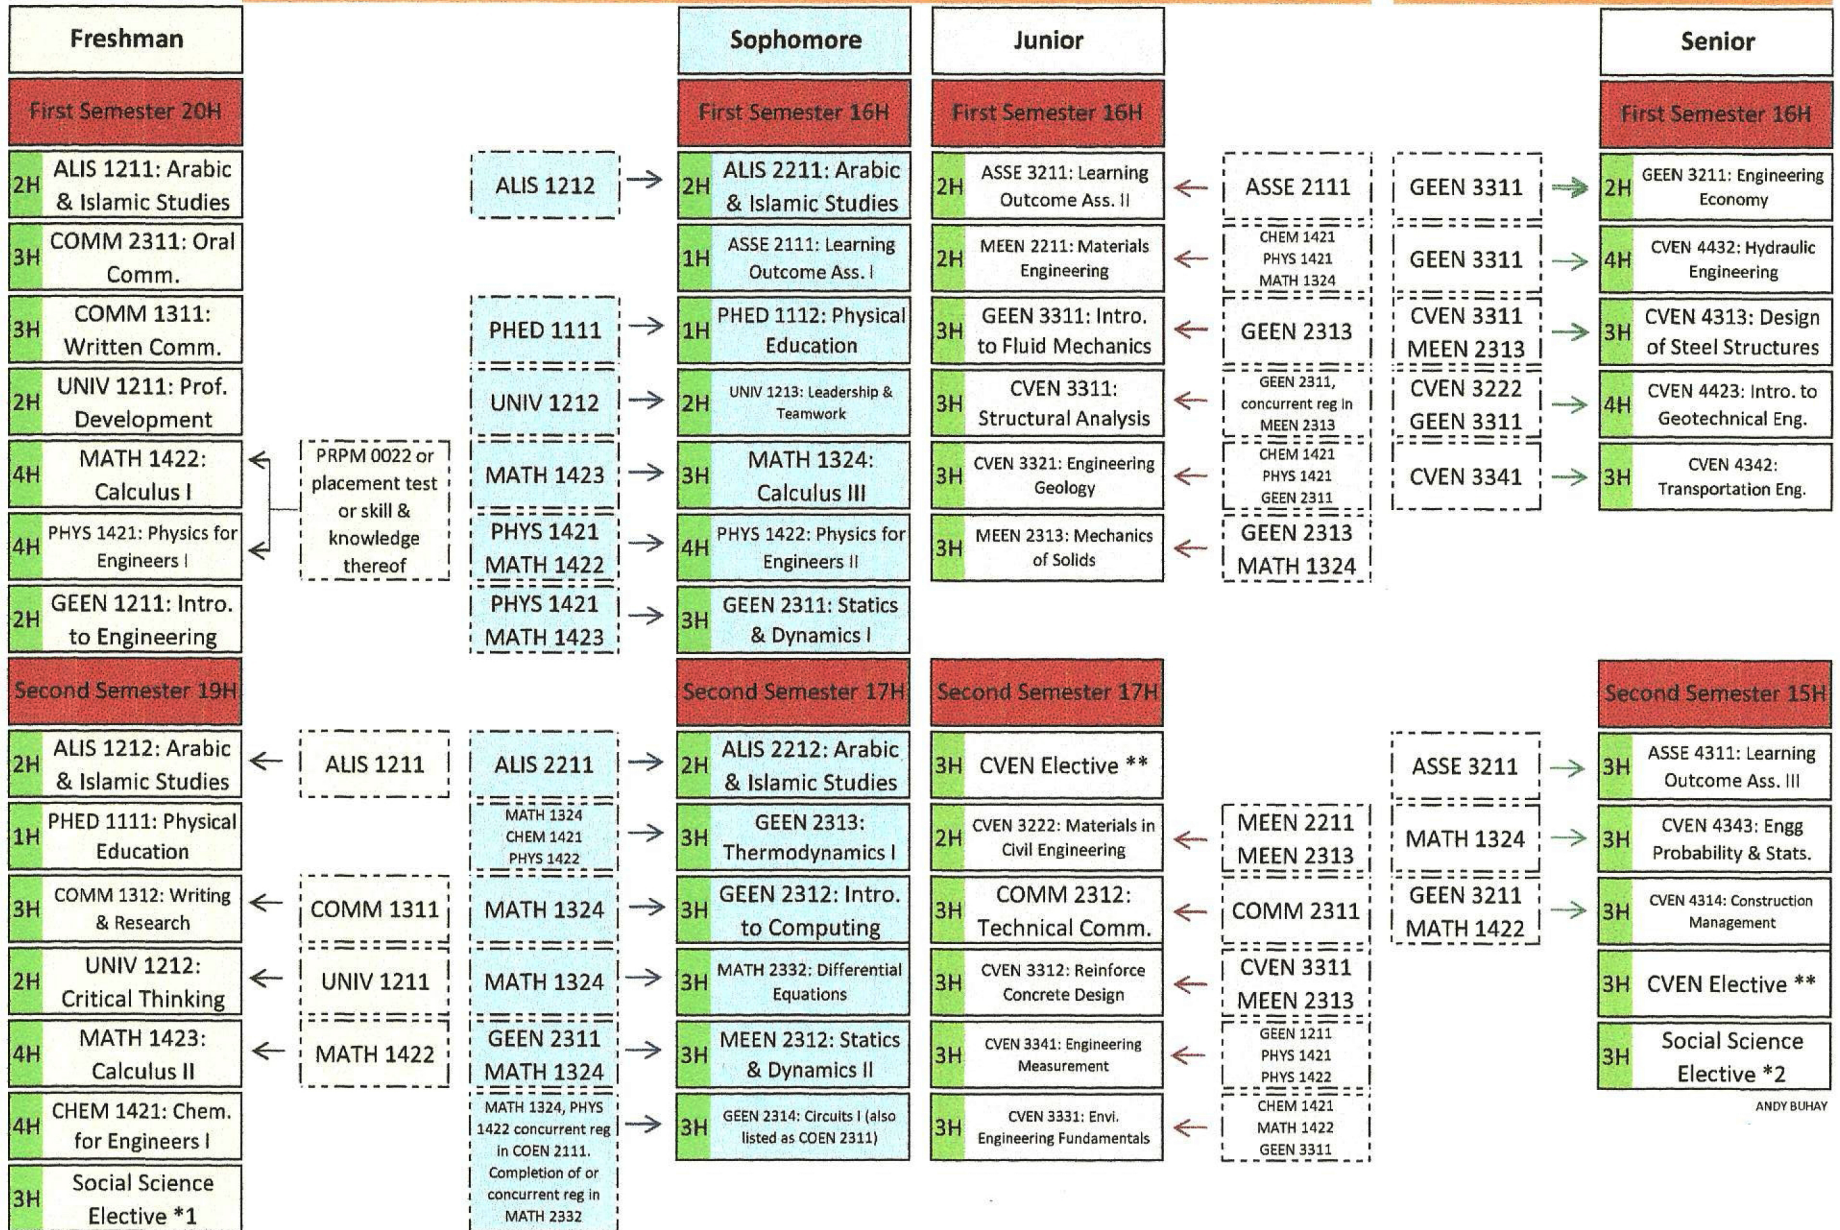 Freshman
First Semester 20H
2H
ALIS 1211: Arabic
& Islamic Studies
3H
COMM 2311: Oral
Comm.
3H
COMM 1311:
Written Comm.
2H
UNIV 1211: Prof.
Development
4H
MATH 1422:
Calculus I
4H
PHYS 1421: Physics for
Engineers I
2H
GEEN 1211: Intro.
to Engineering
PRPM 0022 or
placement test
or skill &
knowledge
thereof
Second Semester 19H
2H
ALIS 1212: Arabic
& Islamic Studies
ALIS 1211
1H
PHED 1111: Physical
Education
3H
COMM 1312: Writing
& Research
COMM 1311
2H
UNIV 1212:
Critical Thinking
UNIV 1211
4H
MATH 1423:
Calculus II
MATH 1422
4H
CHEM 1421: Chem.
for Engineers I
3H
Social Science
Elective *1
Sophomore
First Semester 16H
ALIS 1212
2H
ALIS 2211: Arabic
& Islamic Studies
1H
ASSE 2111: Learning
Outcome Ass. I
PHED 1111
1H
PHED 1112: Physical
Education
UNIV 1212
2H
UNIV 1213: Leadership &
Teamwork
MATH 1423
3H
MATH 1324:
Calculus III
PHYS 1421
MATH 1422
4H
PHYS 1422: Physics for
Engineers II
PHYS 1421
MATH 1423
3H
GEEN 2311: Statics
& Dynamics I
Second Semester 17H
ALIS 2211
2H
ALIS 2212: Arabic
& Islamic Studies
MATH 1324
CHEM 1421
PHYS 1422
3H
GEEN 2313:
Thermodynamics I
MATH 1324
3H
GEEN 2312: Intro.
to Computing
MATH 1324
3H
MATH 2332: Differential
Equations
GEEN 2311
MATH 1324
3H
MEEN 2312: Statics
& Dynamics II
MATH 1324, PHYS
1422 concurrent reg
in COEN 2111.
Completion of or
concurrent reg in
MATH 2332
3H
GEEN 2314: Circuits I (also
listed as COEN 2311)
Junior
First Semester 16H
2H
ASSE 3211: Learning
Outcome Ass. II
ASSE 2111
2H
MEEN 2211: Materials
Engineering
CHEM 1421
PHYS 1421
MATH 1324
3H
GEEN 3311: Intro.
to Fluid Mechanics
GEEN 2313
3H
CVEN 3311:
Structural Analysis
GEEN 2311,
concurrent reg in
MEEN 2313
3H
CVEN 3321: Engineering
Geology
CHEM 1421
PHYS 1421
GEEN 2311
3H
MEEN 2313: Mechanics
of Solids
GEEN 2313
MATH 1324
Second Semester 17H
3H
CVEN Elective **
2H
CVEN 3222: Materials in
Civil Engineering
MEEN 2211
MEEN 2313
3H
COMM 2312:
Technical Comm.
COMM 2311
3H
CVEN 3312: Reinforce
Concrete Design
CVEN 3311
MEEN 2313
3H
CVEN 3341: Engineering
Measurement
GEEN 1211
PHYS 1421
PHYS 1422
3H
CVEN 3331: Envi.
Engineering Fundamentals
CHEM 1421
MATH 1422
GEEN 3311
Senior
First Semester 16H
GEEN 3311
2H
GEEN 3211: Engineering
Economy
GEEN 3311
4H
CVEN 4432: Hydraulic
Engineering
CVEN 3311
MEEN 2313
3H
CVEN 4313: Design
of Steel Structures
CVEN 3222
GEEN 3311
4H
CVEN 4423: Intro. to
Geotechnical Eng.
CVEN 3341
3H
CVEN 4342:
Transportation Eng.
Second Semester 15H
ASSE 3211
3H
ASSE 4311: Learning
Outcome Ass. III
MATH 1324
3H
CVEN 4343: Engg
Probability & Stats.
GEEN 3211
MATH 1422
3H
CVEN 4314: Construction
Management
3H
CVEN Elective **
3H
Social Science
Elective *2
ANDY BUHAY